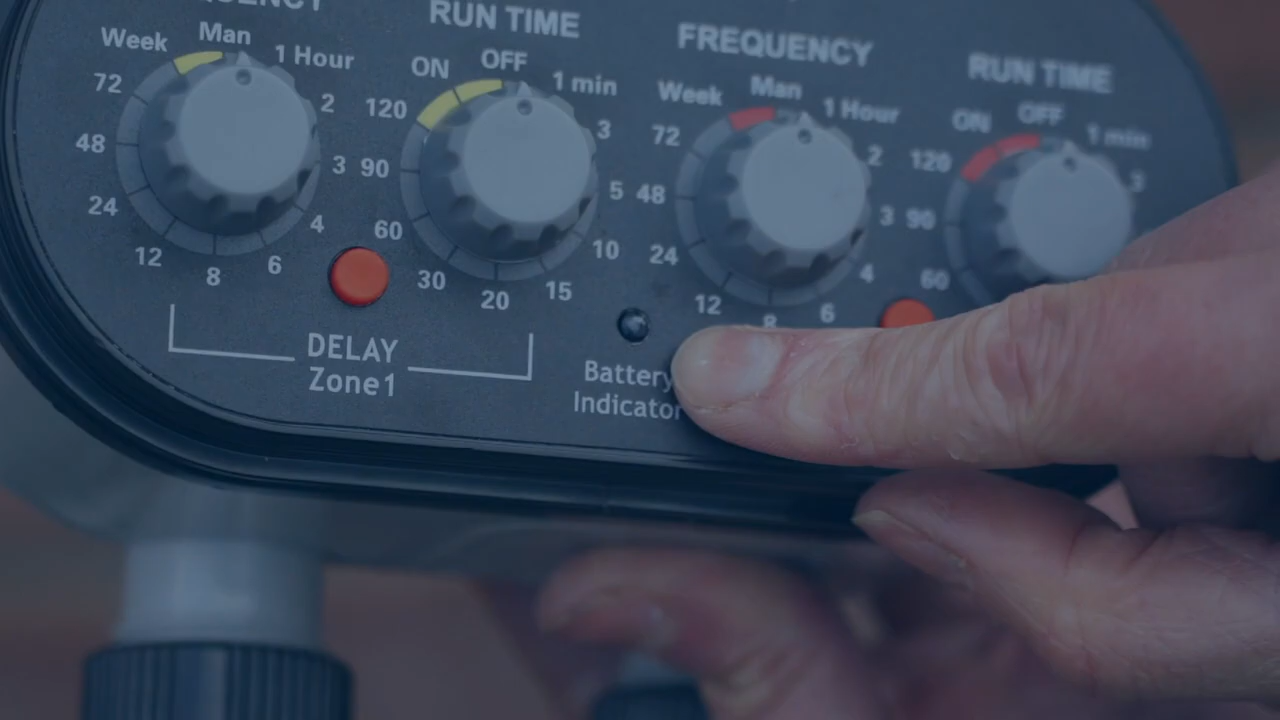 RUN TIME
FREQUENCY
RUN TIME
Week
Man
1 Hour
2
3
4
6
8
12
24
48
72
ON
OFF
1 min
3
5
10
15
20
30
60
90
120
Week
Man
1 Hour
2
3
4
6
8
12
24
48
72
ON
OFF
1 min
3
60
90
120
DELAY
Zone1
Battery
Indicator